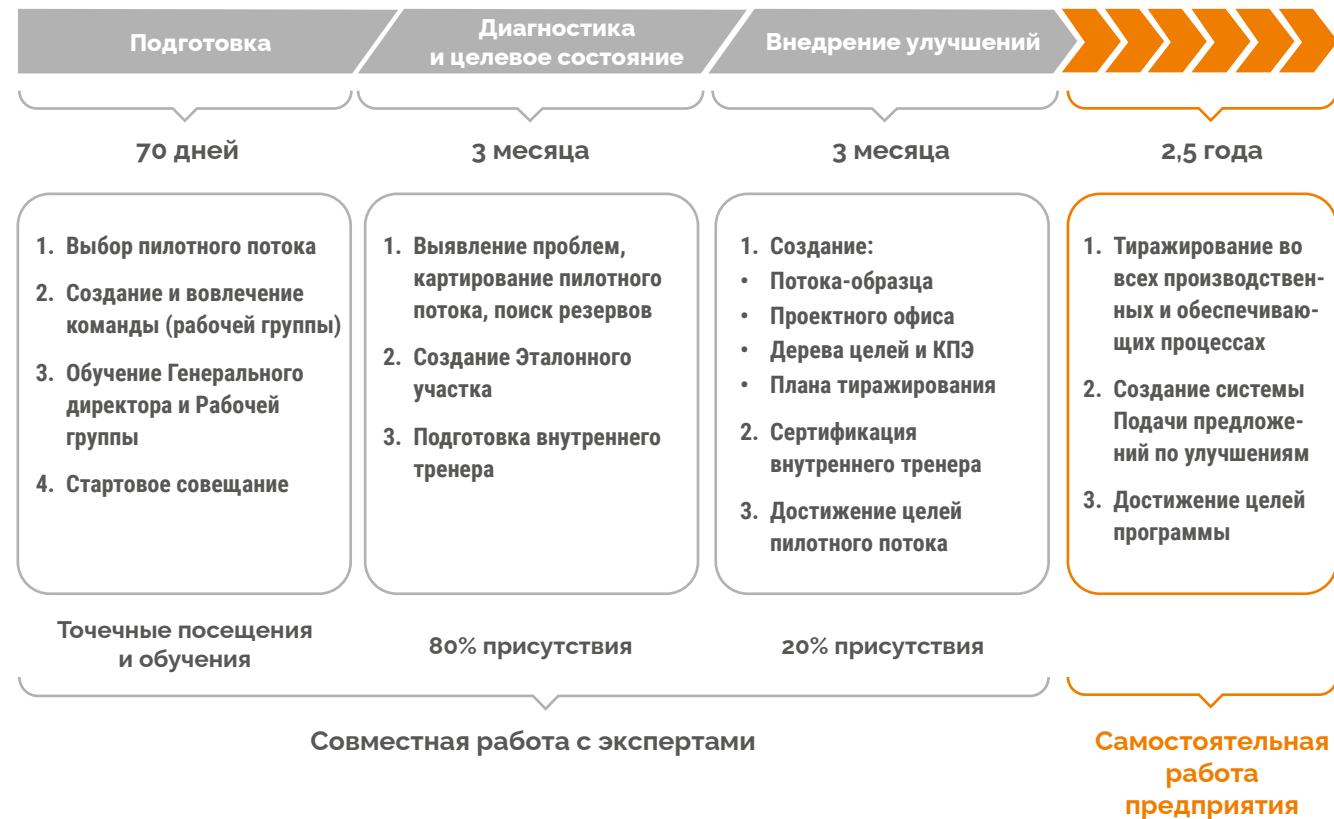 Подготовка
Диагностика
и целевое состояние
Внедрение улучшений
70 дней
3 месяца
3 месяца
2,5 года
1. Выбор пилотного потока
2. Создание и вовлечение
команды (рабочей группы)
3. Обучение Генерального
директора и Рабочей
группы
4. Стартовое совещание
1. Выявление проблем,
картирование пилотного
потока, поиск резервов
2. Создание Эталонного
участка
3. Подготовка внутреннего
тренера
1. Создание:
• Потока-образца
• Проектного офиса
• Дерева целей и КПЭ
• Плана тиражирования
2. Сертификация
внутреннего тренера
3. Достижение целей
пилотного потока
1. Тиражирование во
всех производствен-
ных и обеспечиваю-
щих процессах
2. Создание системы
Подачи предложе-
ний по улучшениям
3. Достижение целей
программы
Точечные посещения
и обучения
80% присутствия
20% присутствия
Совместная работа с экспертами
Самостоятельная
работа
предприятия